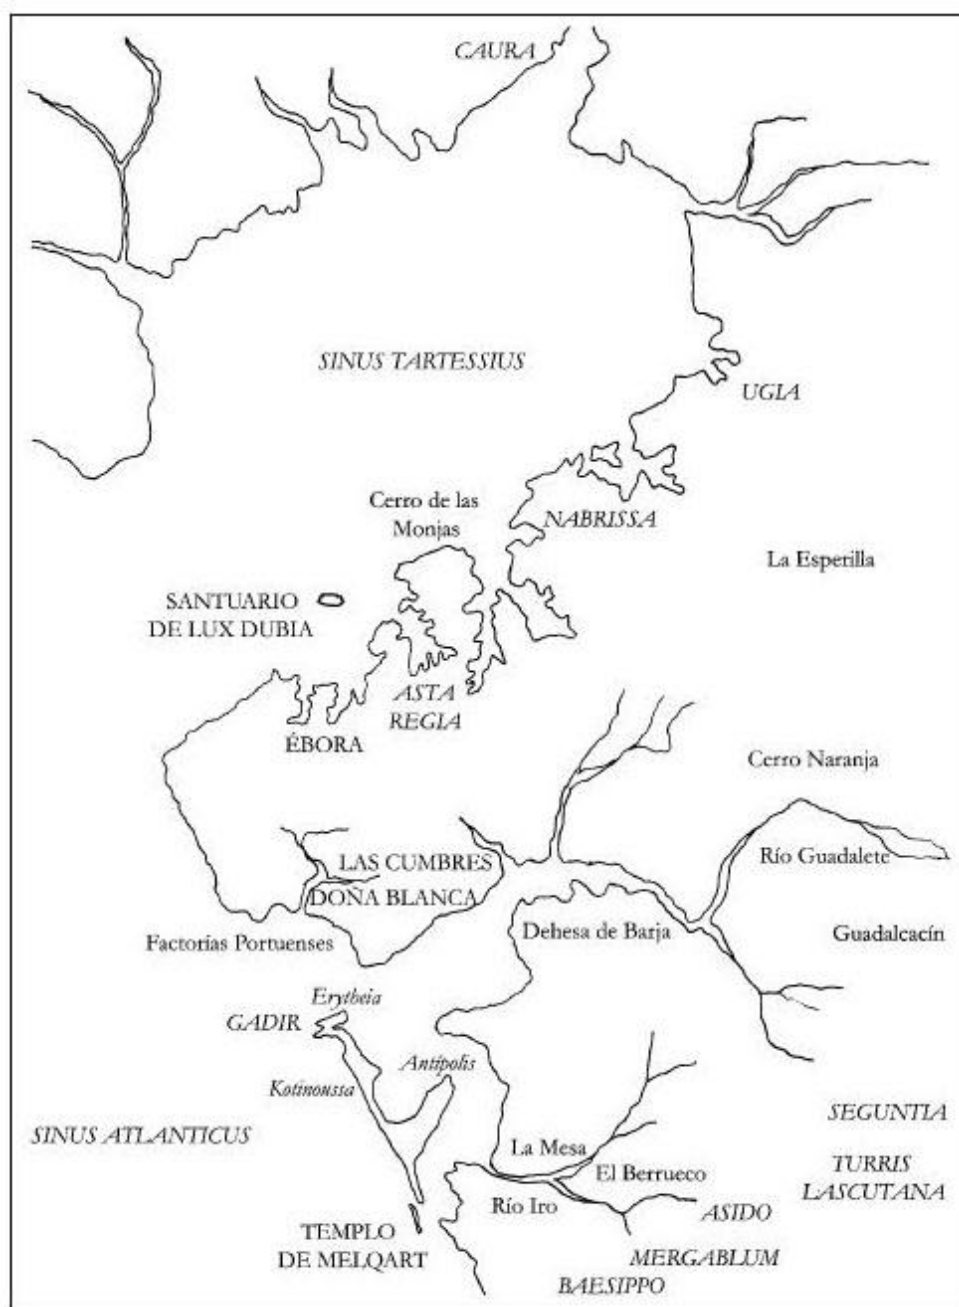 CAURA
SINUS TARTESSIUS
UGIA
Cerro de las
Monjas
NABRISSA
La Esperilla
SANTUARIO
DE LUX DUBIA
ASTA
REGIA
ÉBORA
Cerro Naranja
LAS CUMBRES
Río Guadalete
DOÑA BLANCA
Dehesa de Barja
Guadalcacín
Factorías Portuenses
Erytheia
GADIR
Antípolis
Kotinoussa
SEGUNTIA
SINUS ATLANTICUS
La Mesa
TURRIS
LASCUTANA
El Berrueco
Río Iro
ASIDO
TEMPLO
DE MELQART
MERGABLUM
BAESIPPO